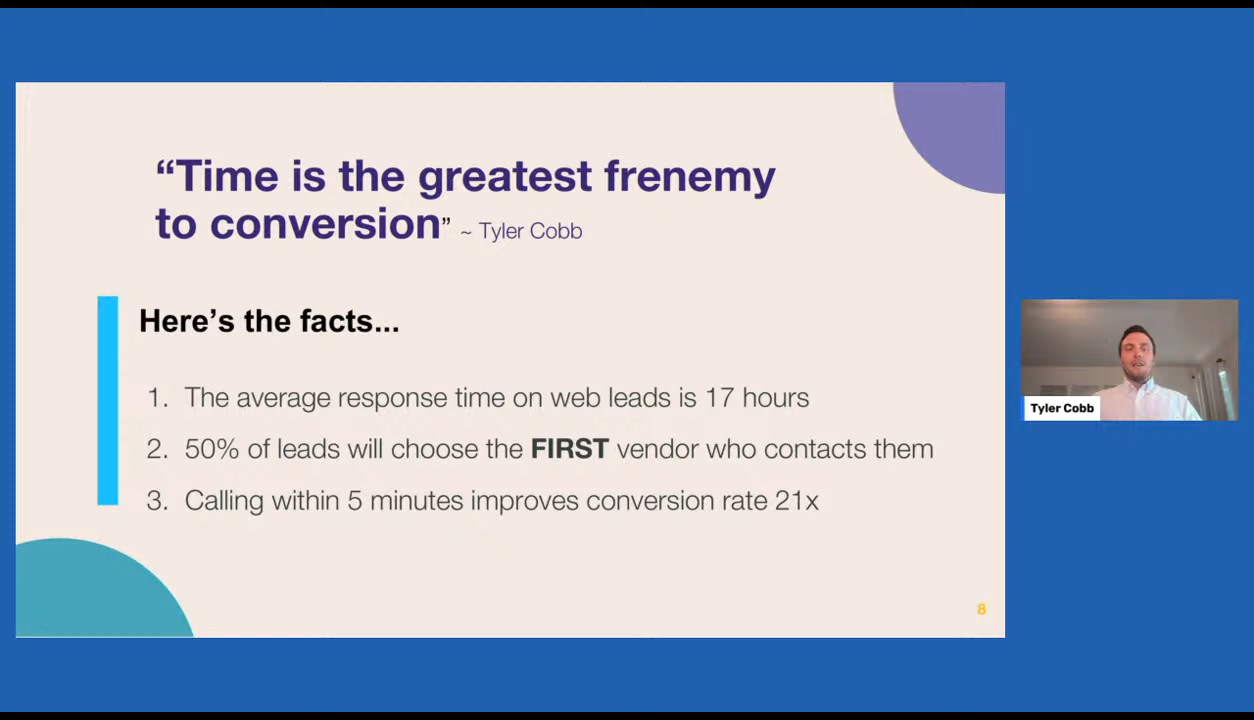 “Time is the greatest frenemy
to conversion” ~ Tyler Cobb
Here’s the facts...
1. The average response time on web leads is 17 hours
2. 50% of leads will choose the FIRST vendor who contacts them
3. Calling within 5 minutes improves conversion rate 21x
8
Tyler Cobb